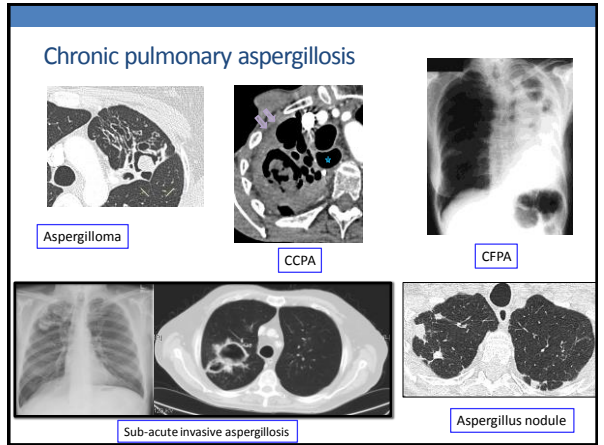 Chronic pulmonary aspergillosis
Aspergilloma
CCPA
CFPA
Sub-acute invasive aspergillosis
Aspergillus nodule